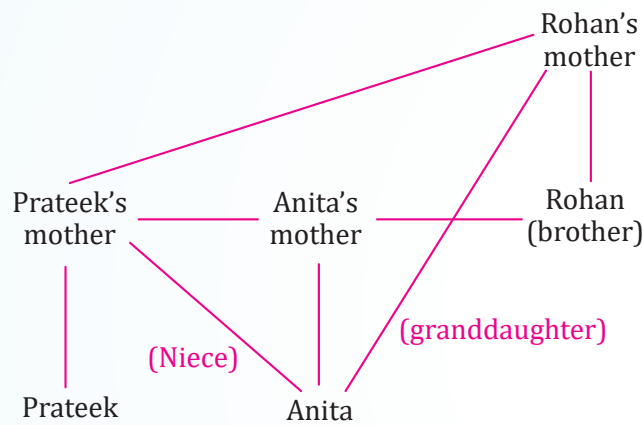 Rohan’s
mother
Prateek’s
mother
Anita’s
mother
Rohan
(brother)
(Niece)
(granddaughter)
Prateek
Anita